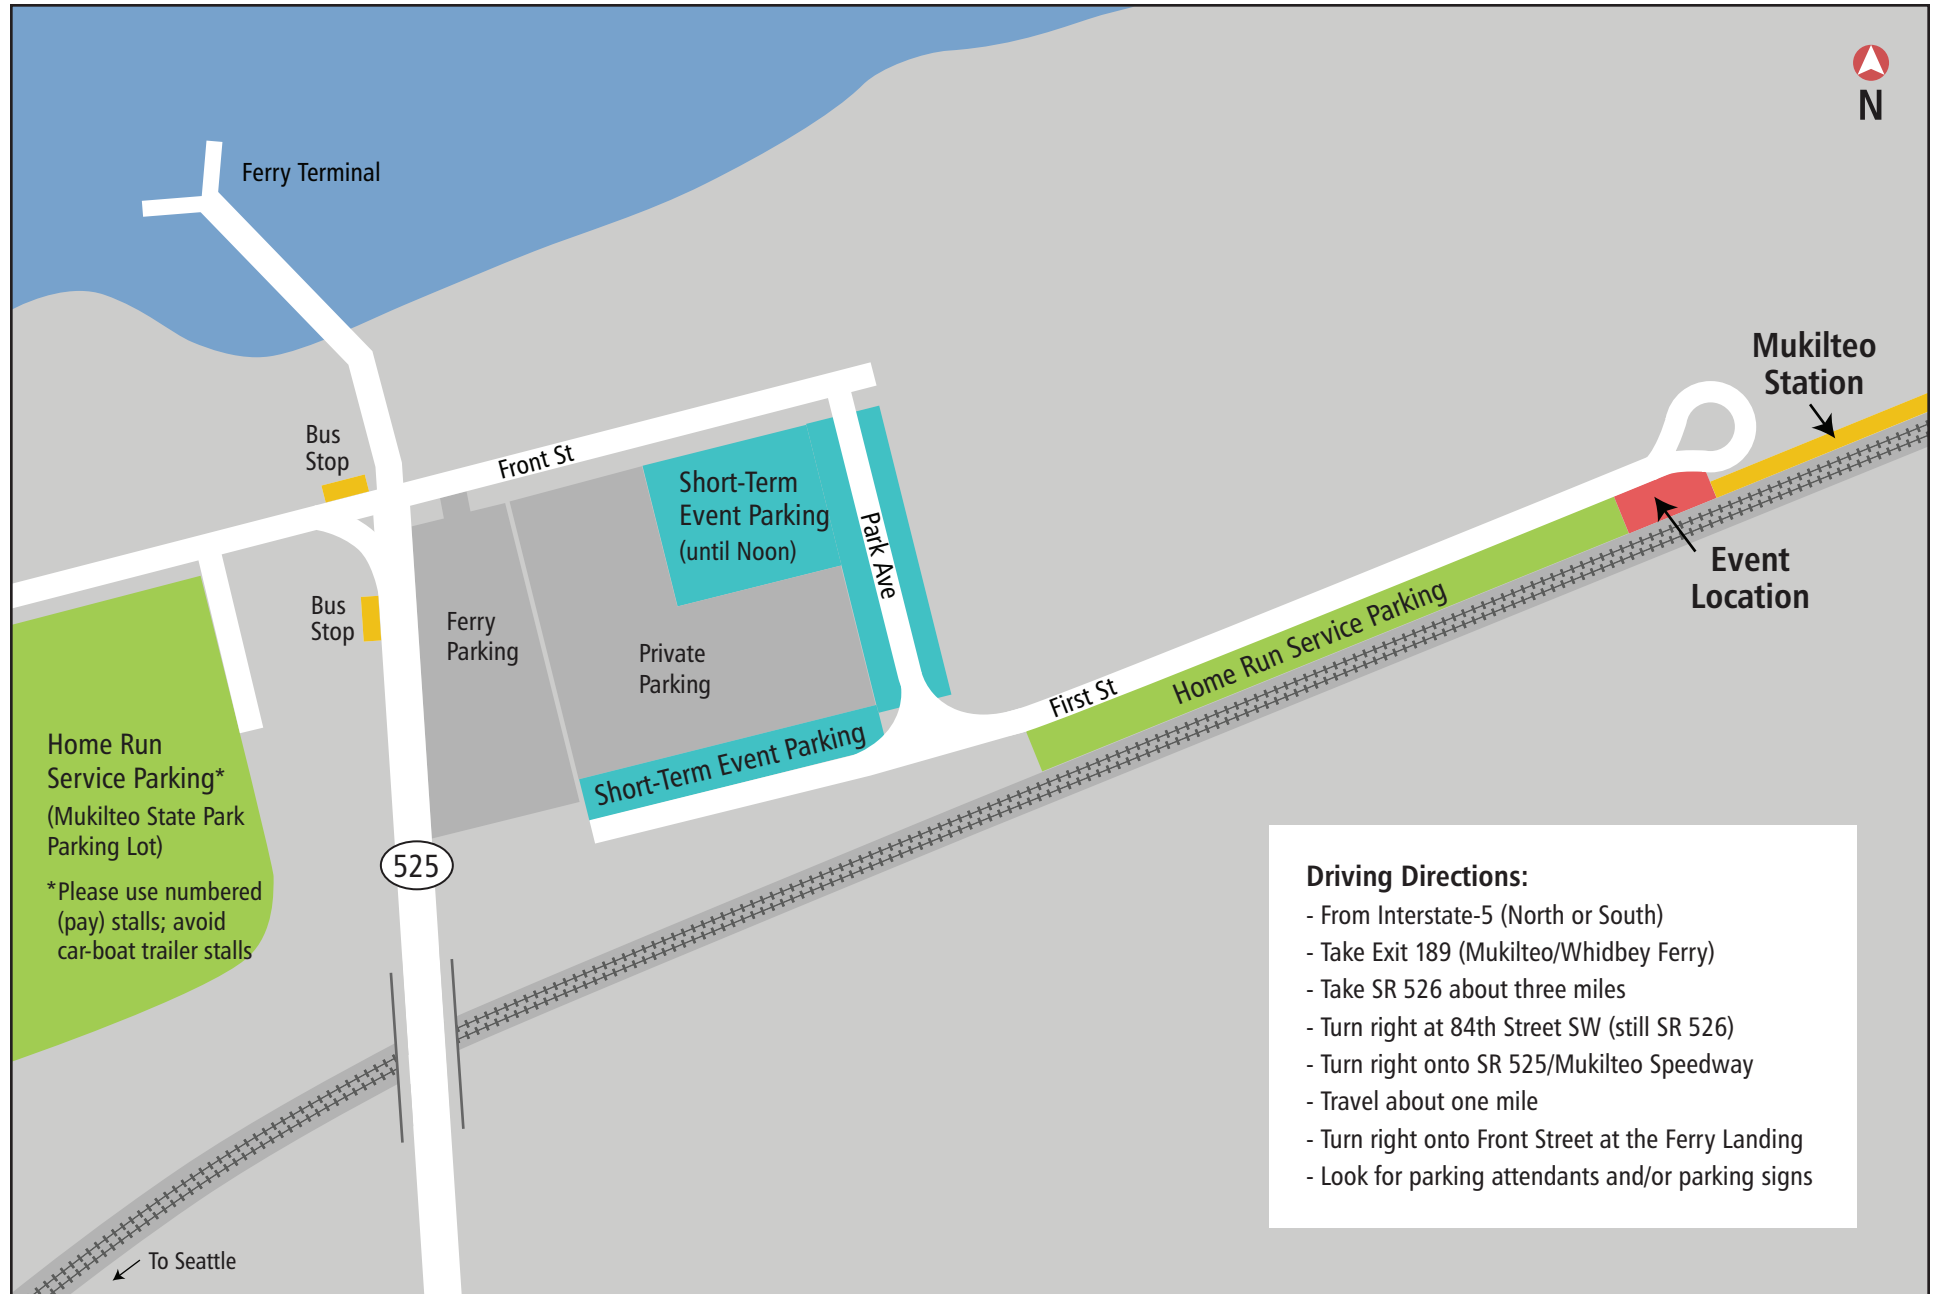 N
Ferry Terminal
Mukilteo
Station
Bus
Stop
Front St
Short-Term
Event Parking
(until Noon)
Park Ave
Event
Location
Bus
Stop
Ferry
Parking
Private
Parking
Home Run Service Parking
First St
Short-Term Event Parking
Home Run
Service Parking*
(Mukilteo State Park
Parking Lot)
*Please use numbered
(pay) stalls; avoid
car-boat trailer stalls
525
Driving Directions:
- From Interstate-5 (North or South)
- Take Exit 189 (Mukilteo/Whidbey Ferry)
- Take SR 526 about three miles
- Turn right at 84th Street SW (still SR 526)
- Turn right onto SR 525/Mukilteo Speedway
- Travel about one mile
- Turn right onto Front Street at the Ferry Landing
- Look for parking attendants and/or parking signs
To Seattle